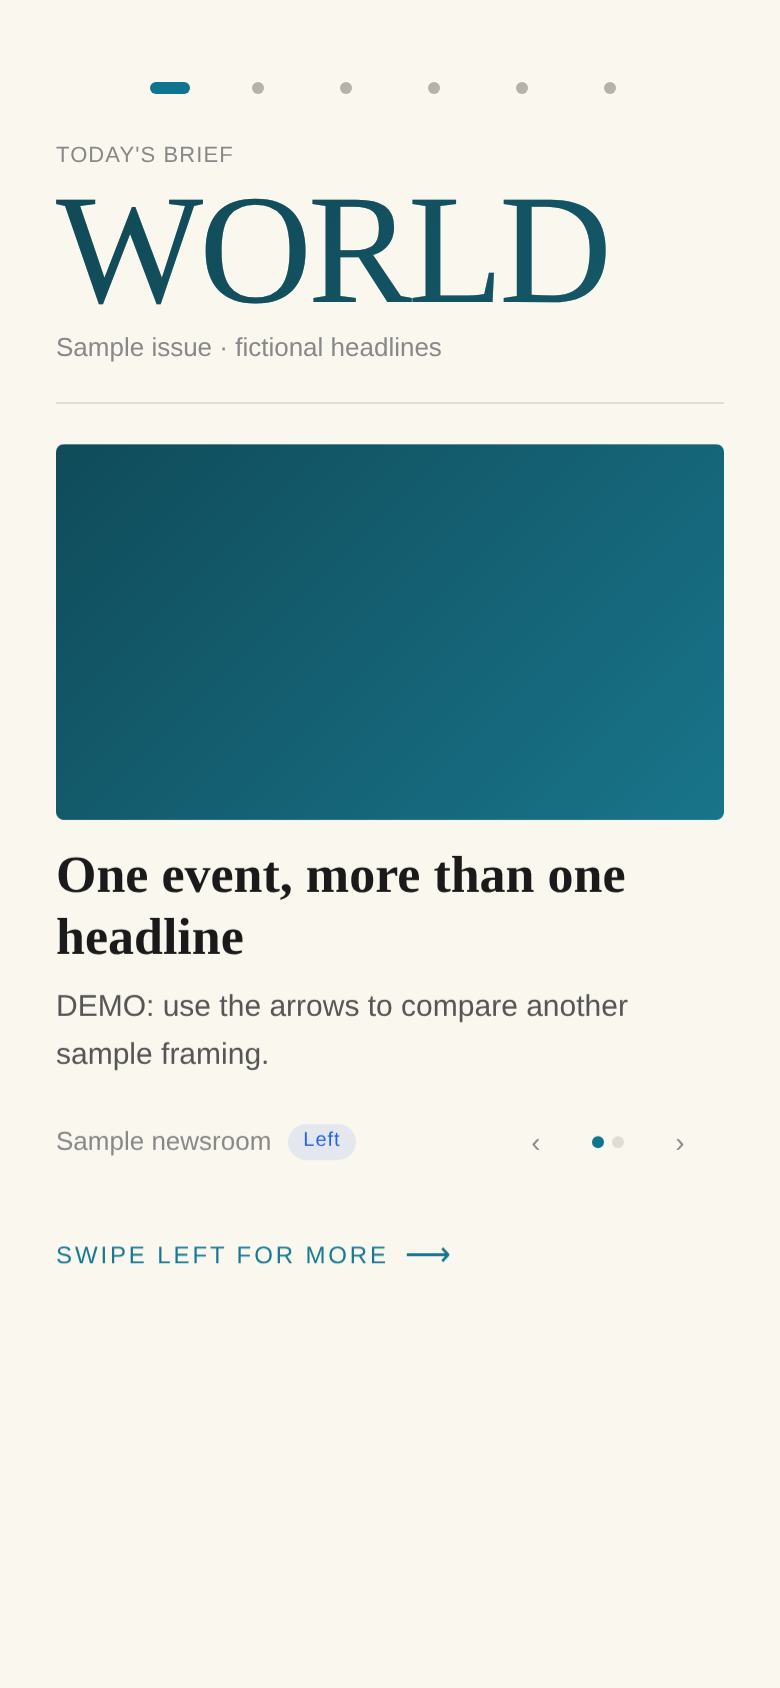 TODAY'S BRIEF
WORLD
Sample issue · fictional headlines
One event, more than one
headline
DEMO: use the arrows to compare another
sample framing.
Sample newsroom Left ‹ ›
SWIPE LEFT FOR MORE ⟶